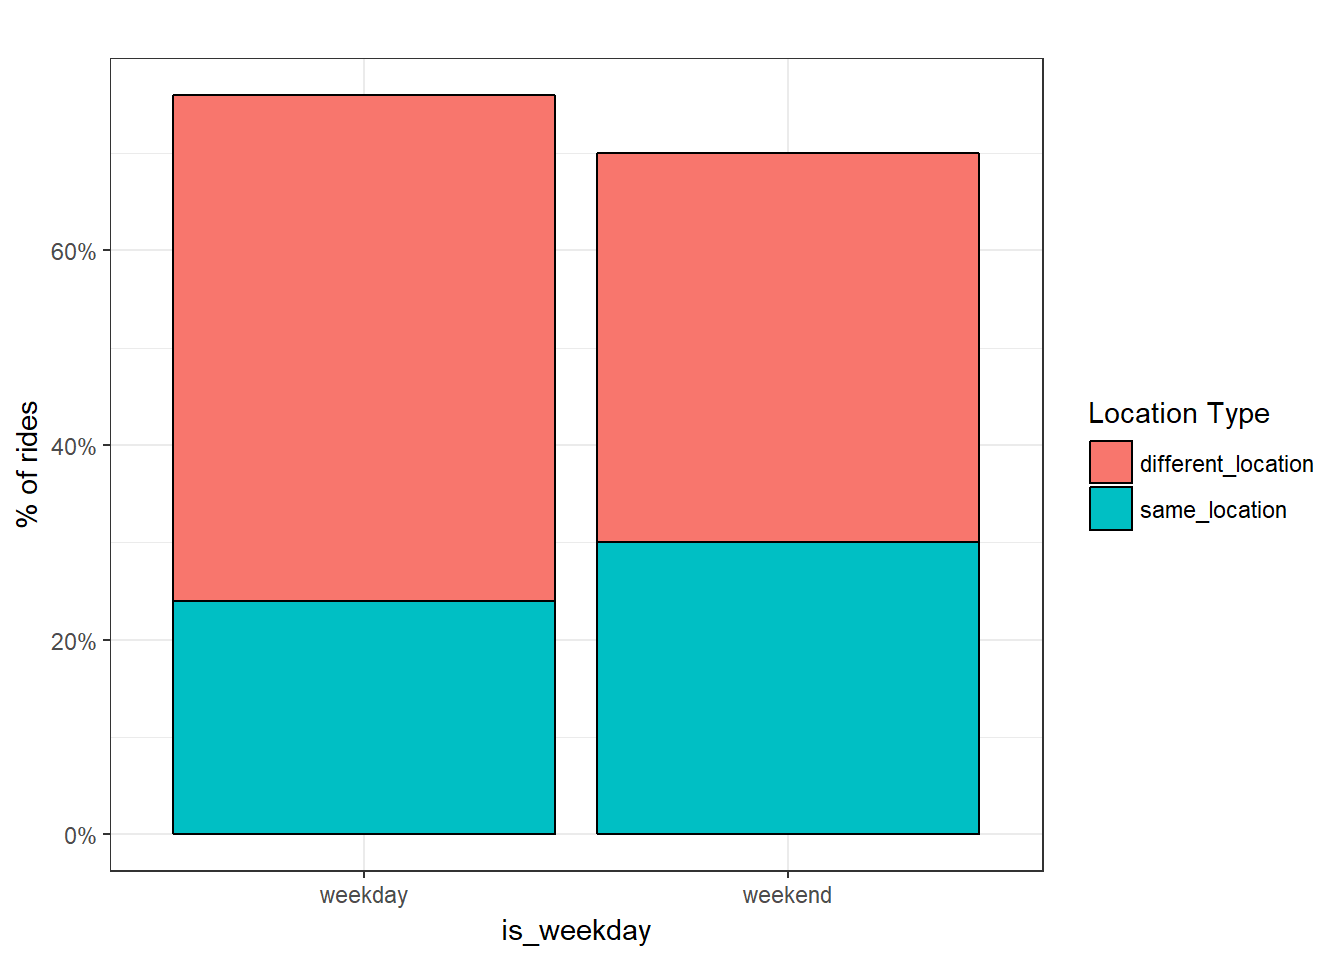 % of rides
60%
40%
20%
0%
weekday
weekend
is_weekday
Location Type
different_location
same_location